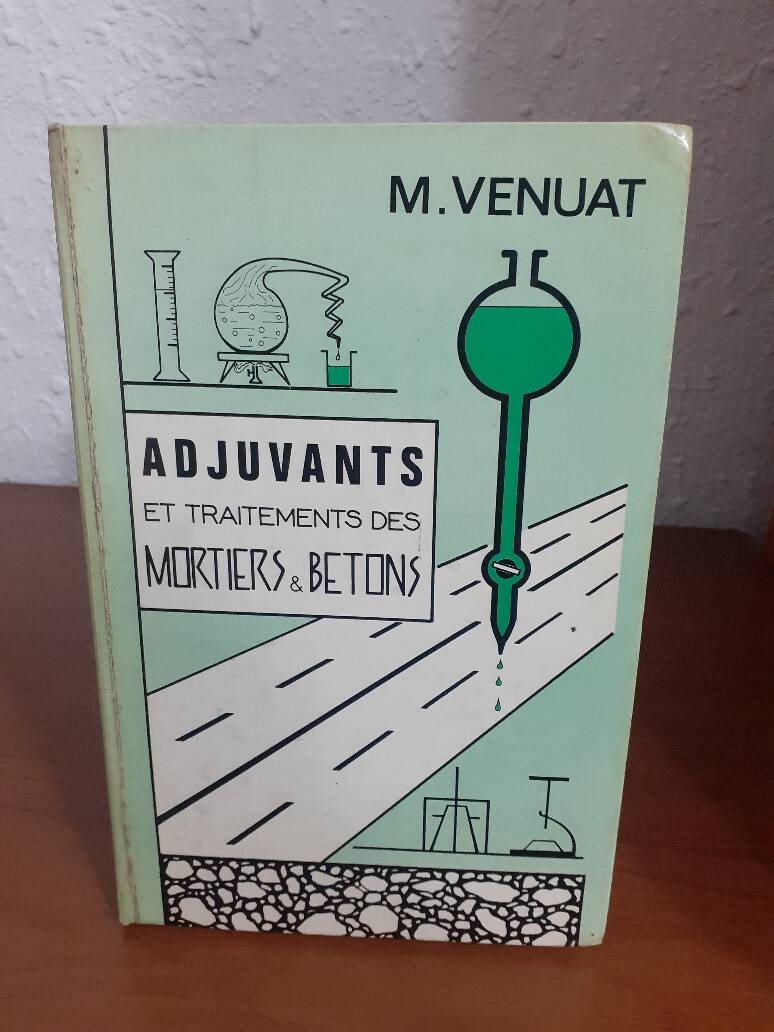 M. VENUAT
ADJUVANTS
ET TRAITEMENTS DES
MORTIERS & BETONS